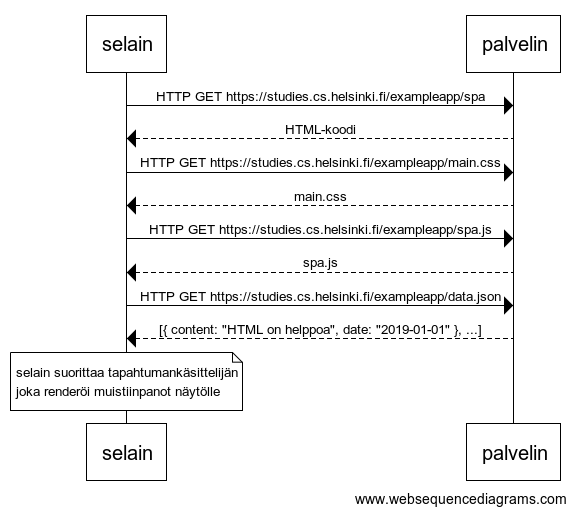 selain palvelin
HTTP GET https://studies.cs.helsinki.fi/exampleapp/spa
HTML-koodi
HTTP GET https://studies.cs.helsinki.fi/exampleapp/main.css
main.css
HTTP GET https://studies.cs.helsinki.fi/exampleapp/spa.js
spa.js
HTTP GET https://studies.cs.helsinki.fi/exampleapp/data.json
[{ content: "HTML on helppoa", date: "2019-01-01" }, ...]
selain suorittaa tapahtumankäsittelijän
joka renderöi muistiinpanot näytölle
selain palvelin
www.websequencediagrams.com